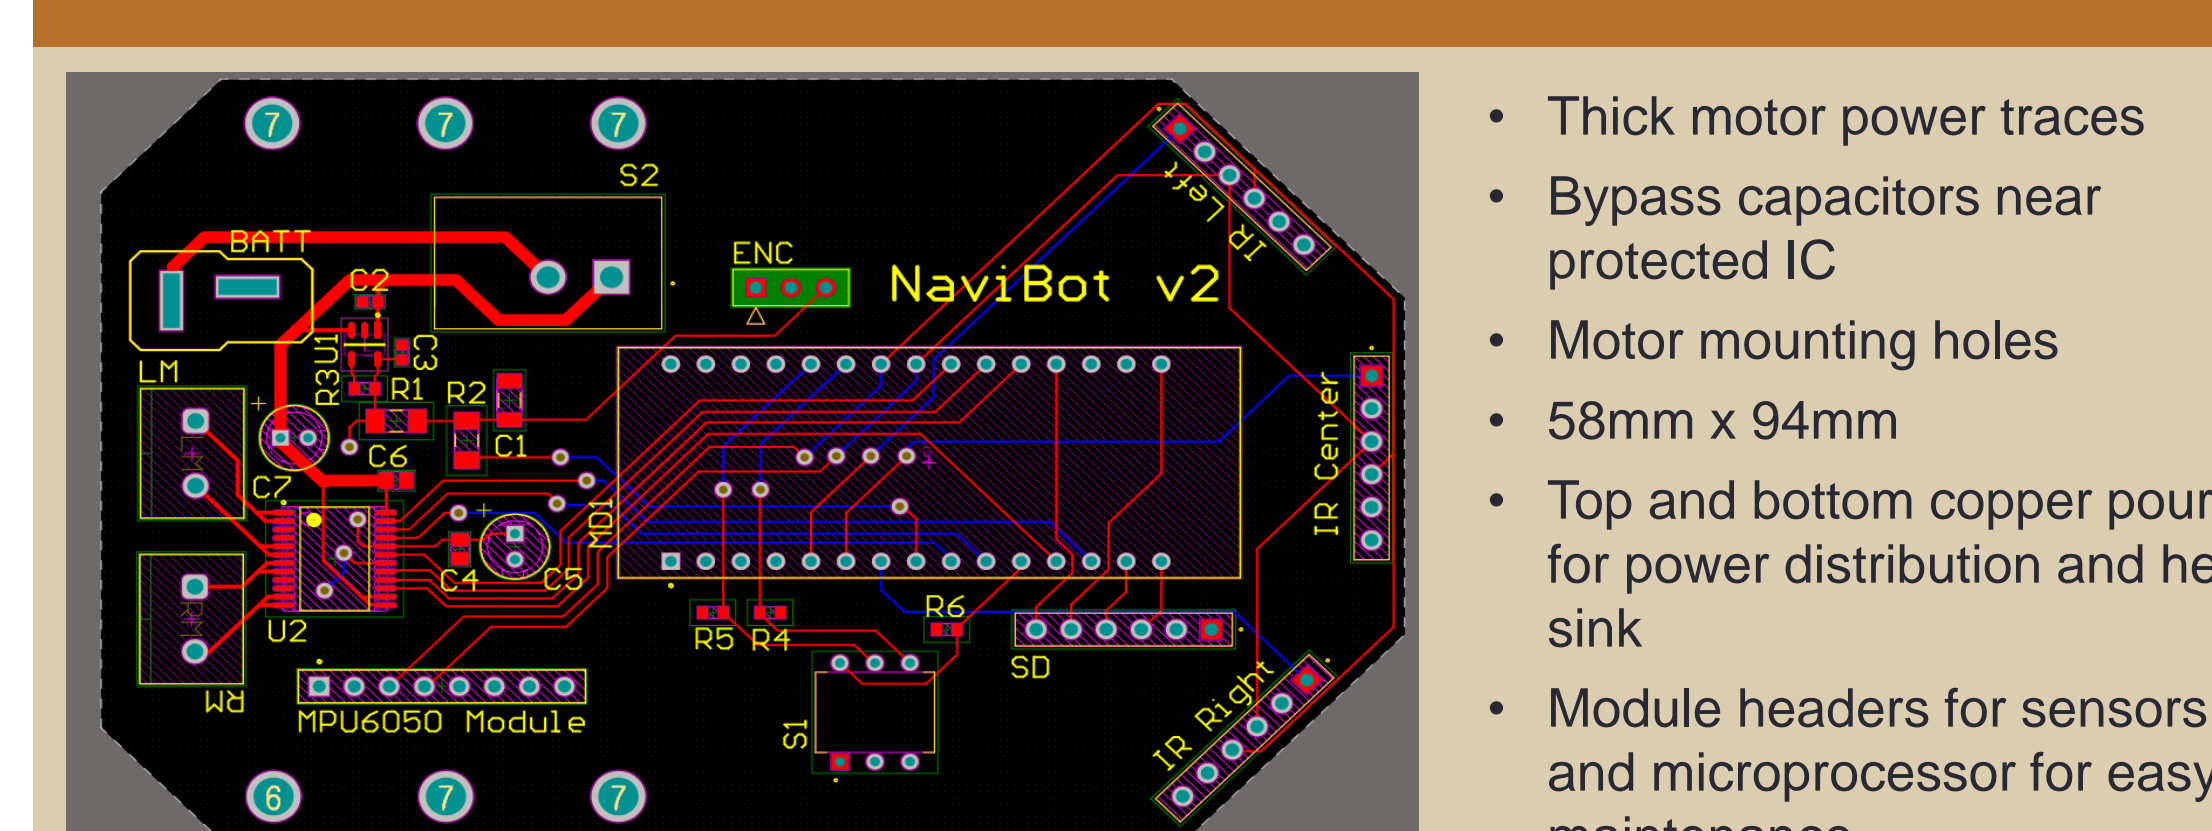 7 7 7
S2
BATT
ENC
NaviBot v2
IR Left
C2
U1
C3
LM
R3
R1
R2
C1
C6
C7
IR Center
MD1
C4
C5
U2
RM
R5 R4
R6
SD
MPU6050 Module
S1
IR Right
6 7 7
• Thick motor power traces
• Bypass capacitors near
protected IC
• Motor mounting holes
• 58mm x 94mm
• Top and bottom copper pour
for power distribution and he
sink
• Module headers for sensors
and microprocessor for easy
maintenance